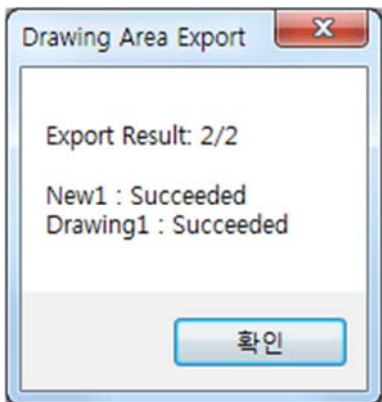 Drawing Area Export
Export Result: 2/2
New1 : Succeeded
Drawing1 : Succeeded
확인